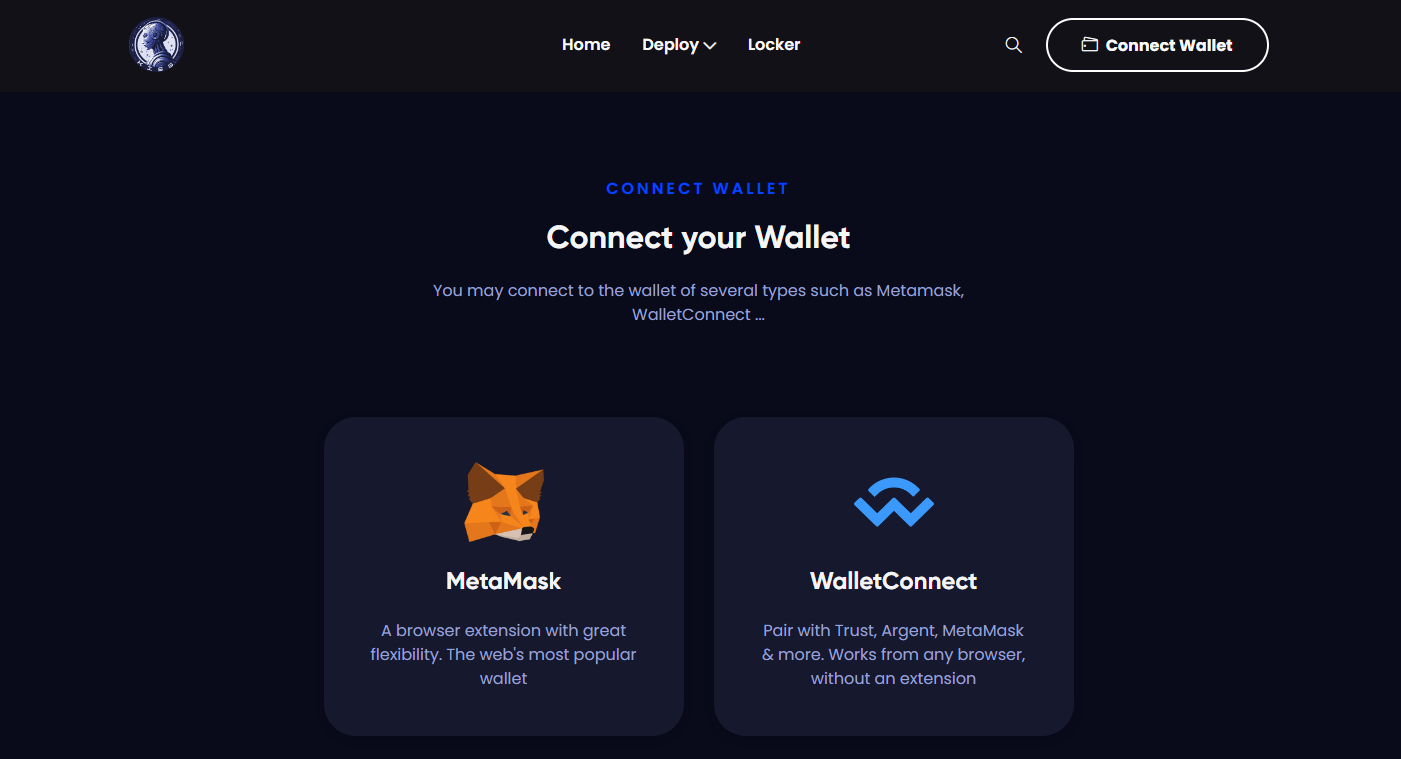 Home
Deploy
Locker
Connect Wallet
CONNECT WALLET
Connect your Wallet
You may connect to the wallet of several types such as Metamask,
WalletConnect ...
MetaMask
A browser extension with great
flexibility. The web's most popular
wallet
WalletConnect
Pair with Trust, Argent, MetaMask
& more. Works from any browser,
without an extension